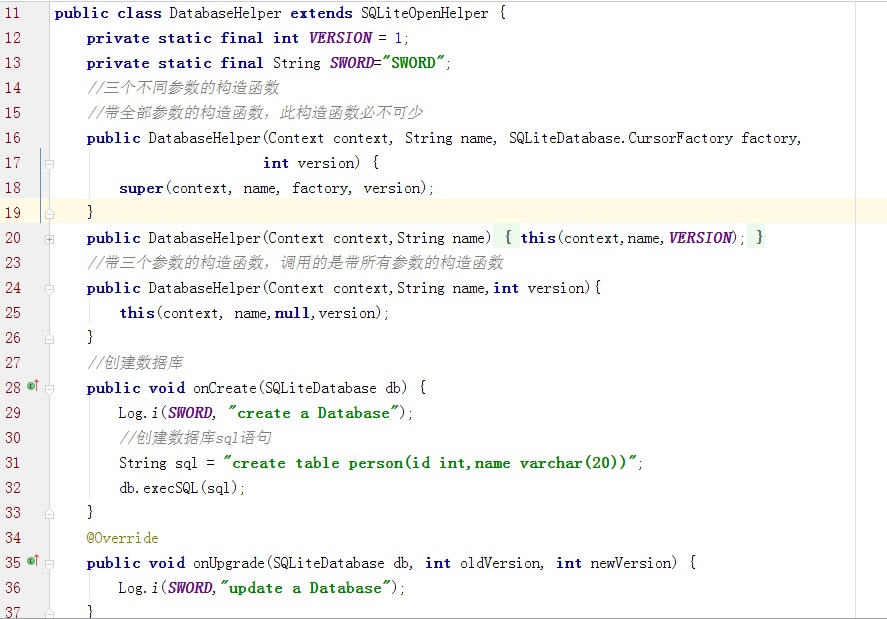 11 public class DatabaseHelper extends SQLiteOpenHelper {
12 private static final int VERSION = 1;
13 private static final String SWORD="SWORD";
14 //三个不同参数的构造函数
15 //带全部参数的构造函数，此构造函数必不可少
16 public DatabaseHelper(Context context, String name, SQLiteDatabase.CursorFactory factory,
17 int version) {
18 super(context, name, factory, version);
19 }
20 public DatabaseHelper(Context context,String name) { this(context,name,VERSION); }
23 //带三个参数的构造函数，调用的是带所有参数的构造函数
24 public DatabaseHelper(Context context,String name,int version){
25 this(context, name,null,version);
26 }
27 //创建数据库
28 public void onCreate(SQLiteDatabase db) {
29 Log.i(SWORD, "create a Database");
30 //创建数据库sql语句
31 String sql = "create table person(id int,name varchar(20))";
32 db.execSQL(sql);
33 }
34 @Override
35 public void onUpgrade(SQLiteDatabase db, int oldVersion, int newVersion) {
36 Log.i(SWORD,"update a Database");
37 }